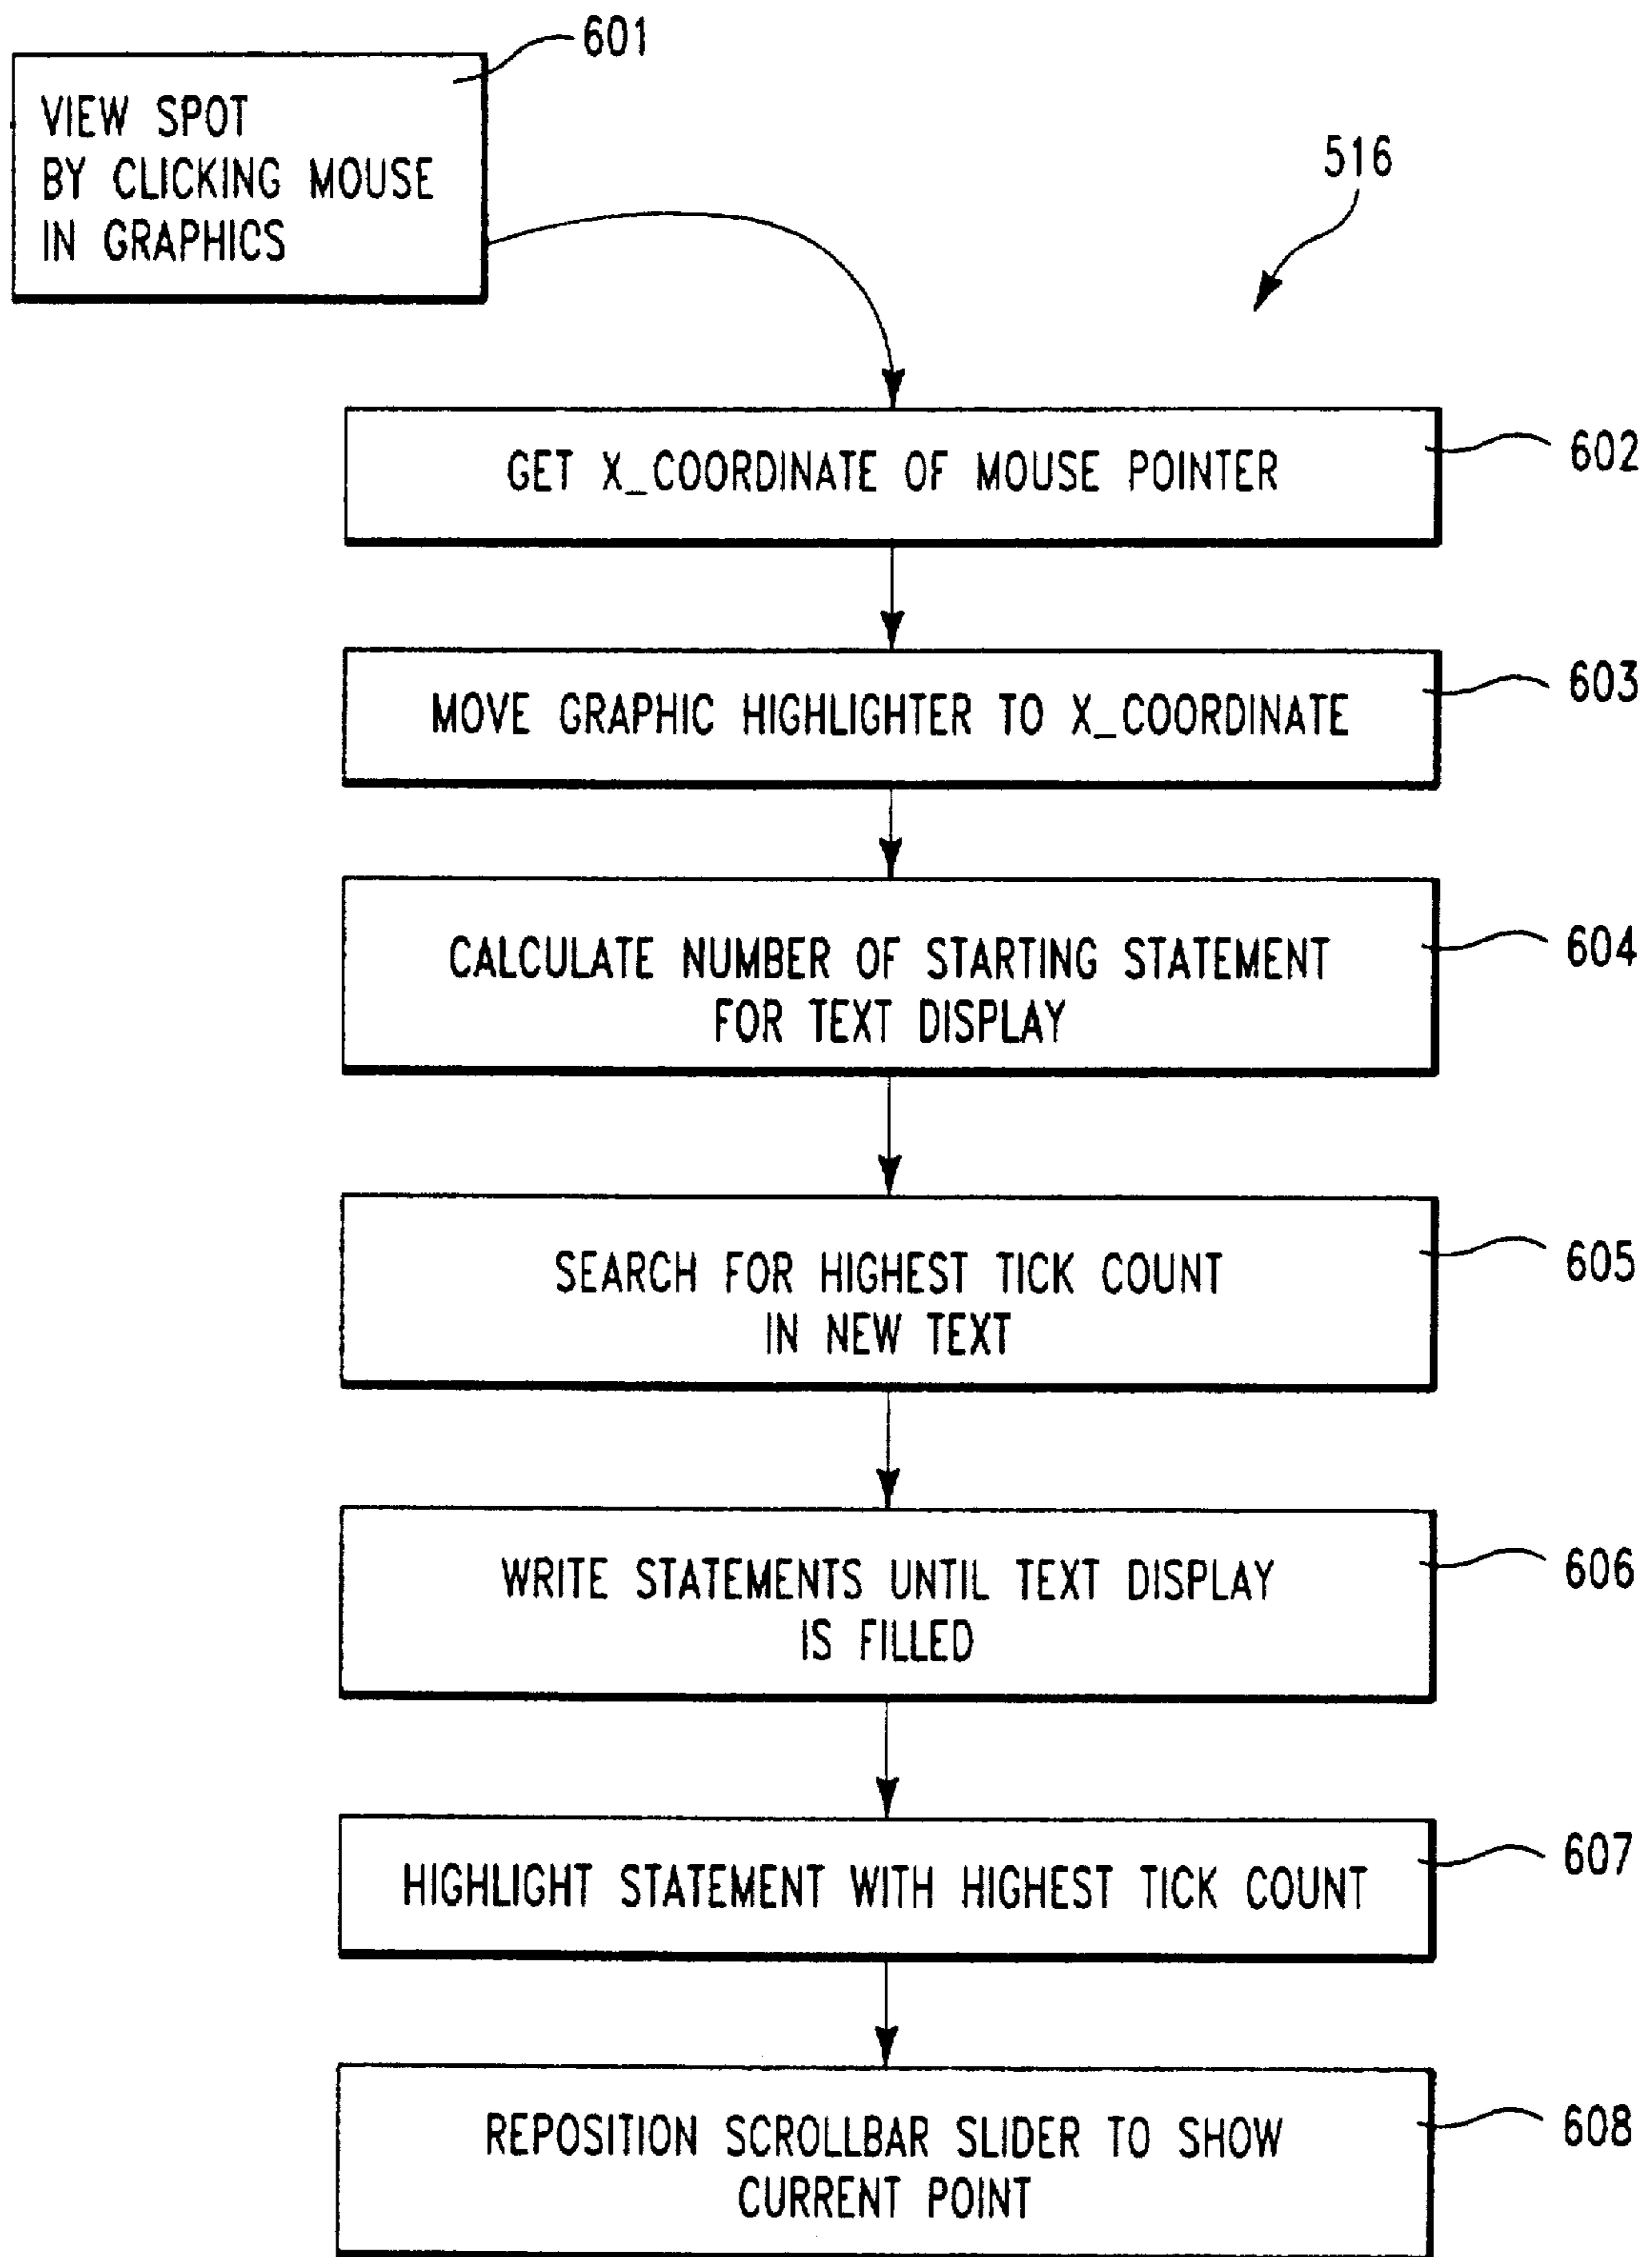 601
VIEW SPOT
BY CLICKING MOUSE
IN GRAPHICS
516
GET X_COORDINATE OF MOUSE POINTER
602
MOVE GRAPHIC HIGHLIGHTER TO X_COORDINATE
603
CALCULATE NUMBER OF STARTING STATEMENT
FOR TEXT DISPLAY
604
SEARCH FOR HIGHEST TICK COUNT
IN NEW TEXT
605
WRITE STATEMENTS UNTIL TEXT DISPLAY
IS FILLED
606
HIGHLIGHT STATEMENT WITH HIGHEST TICK COUNT
607
REPOSITION SCROLLBAR SLIDER TO SHOW
CURRENT POINT
608